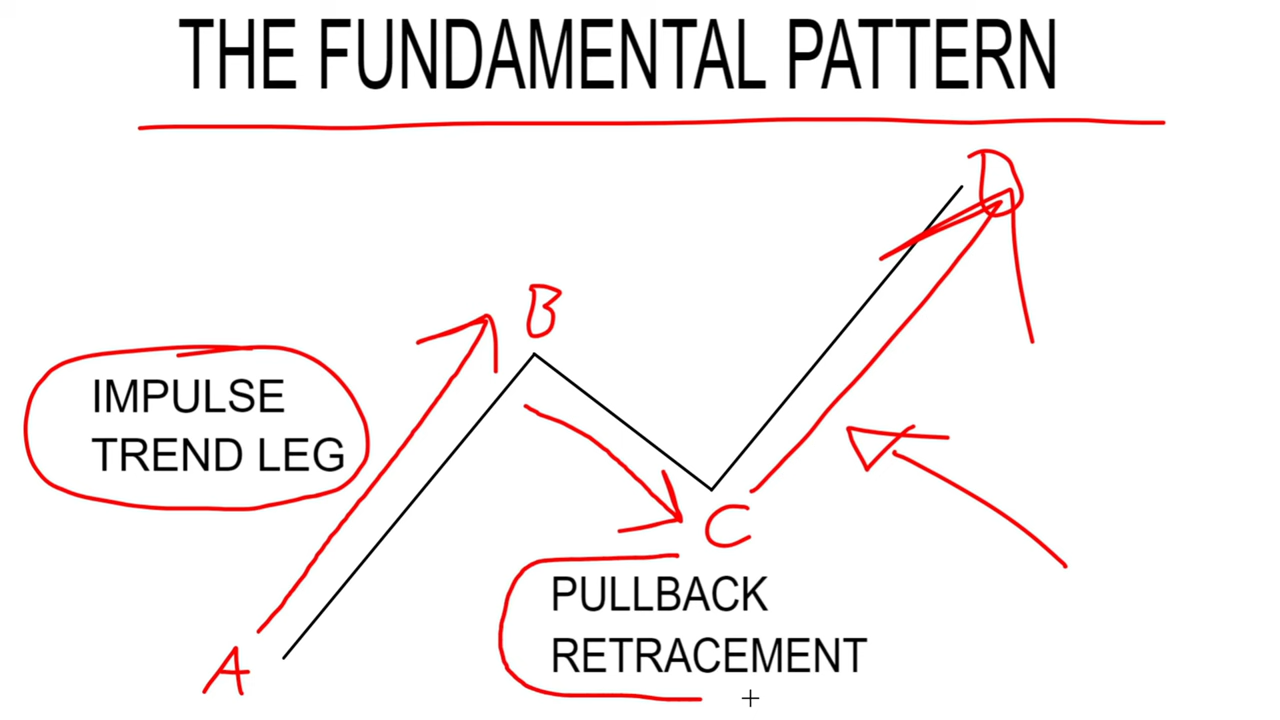 THE FUNDAMENTAL PATTERN
D
B
IMPULSE
TREND LEG
C
PULLBACK
RETRACEMENT
A